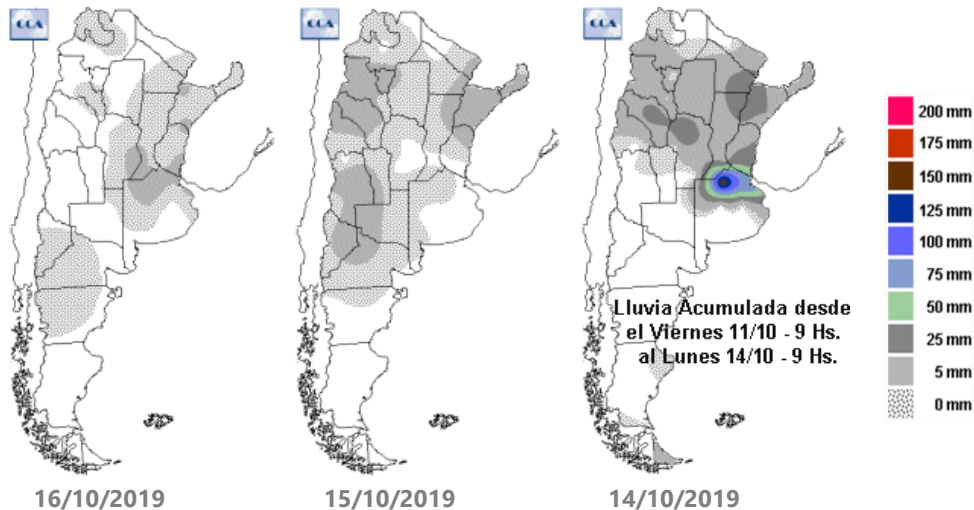 CCA
CCA
CCA
200 mm
175 mm
150 mm
125 mm
100 mm
75 mm
50 mm
25 mm
5 mm
0 mm
Lluvia Acumulada desde
el Viernes 11/10 - 9 Hs.
al Lunes 14/10 - 9 Hs.
16/10/2019
15/10/2019
14/10/2019